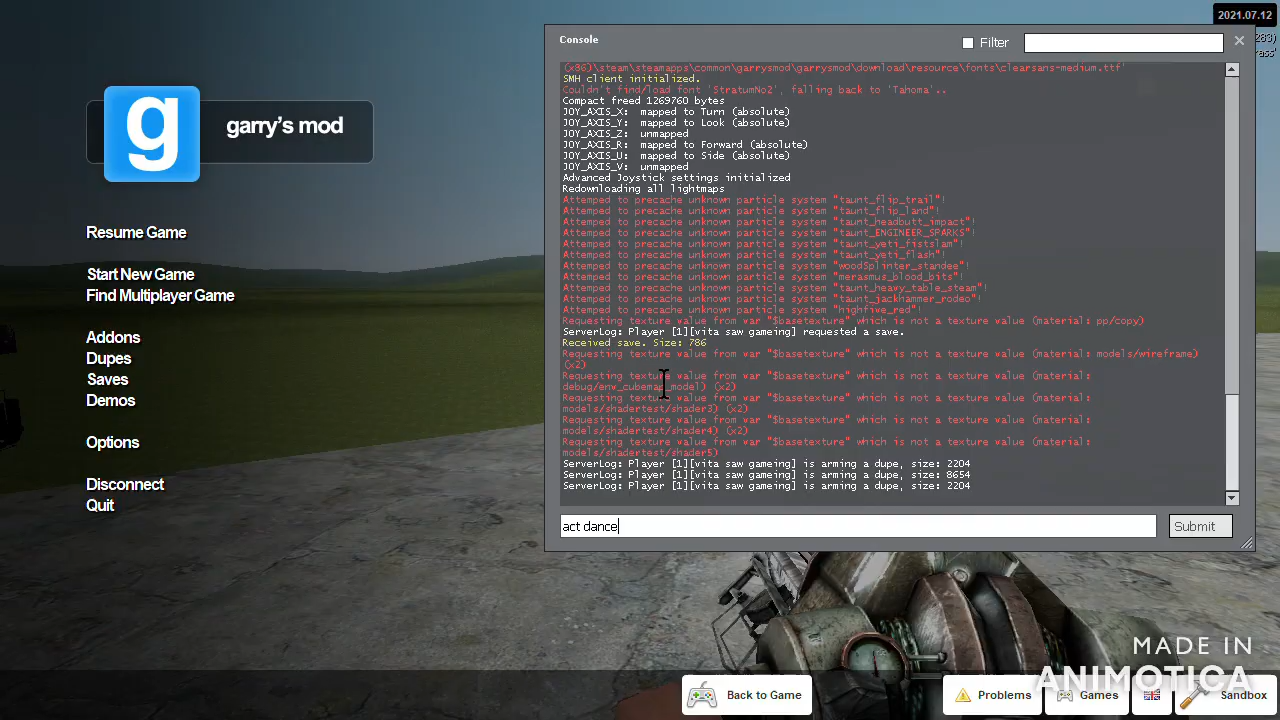 2021.07.12
283)
rass'
g
garry's mod
Resume Game
Start New Game
Find Multiplayer Game
Addons
Dupes
Saves
Demos
Options
Disconnect
Quit
Console
Filter
(x86)\steam\steamapps\common\garrysmod\garrysmod\download\resource\fonts\clearsans-medium.ttf'
SMH client initialized.
Couldn't find/load font 'StratumNo2', falling back to 'Tahoma'..
Compact freed 1269760 bytes
JOY_AXIS_X:  mapped to Turn (absolute)
JOY_AXIS_Y:  mapped to Look (absolute)
JOY_AXIS_Z:  unmapped
JOY_AXIS_R:  mapped to Forward (absolute)
JOY_AXIS_U:  mapped to Side (absolute)
JOY_AXIS_V:  unmapped
Advanced Joystick settings initialized
Redownloading all lightmaps
Attemped to precache unknown particle system "taunt_flip_trail"!
Attemped to precache unknown particle system "taunt_flip_land"!
Attemped to precache unknown particle system "taunt_headbutt_impact"!
Attemped to precache unknown particle system "taunt_ENGINEER_SPARKS"!
Attemped to precache unknown particle system "taunt_yeti_fistslam"!
Attemped to precache unknown particle system "taunt_yeti_flash"!
Attemped to precache unknown particle system "woodSplinter_standee"!
Attemped to precache unknown particle system "merasmus_blood_bits"!
Attemped to precache unknown particle system "taunt_heavy_table_steam"!
Attemped to precache unknown particle system "taunt_jackhammer_rodeo"!
Attemped to precache unknown particle system "highfive_red"!
Requesting texture value from var "$basetexture" which is not a texture value (material: pp/copy)
ServerLog: Player [1][vita saw gameing] requested a save.
Received save. Size: 786
Requesting texture value from var "$basetexture" which is not a texture value (material: models/wireframe)
(x2)
Requesting texture value from var "$basetexture" which is not a texture value (material:
debug/env_cubemap_model) (x2)
Requesting texture value from var "$basetexture" which is not a texture value (material:
models/shadertest/shader3) (x2)
Requesting texture value from var "$basetexture" which is not a texture value (material:
models/shadertest/shader4) (x2)
Requesting texture value from var "$basetexture" which is not a texture value (material:
models/shadertest/shader5)
ServerLog: Player [1][vita saw gameing] is arming a dupe, size: 2204
ServerLog: Player [1][vita saw gameing] is arming a dupe, size: 8654
ServerLog: Player [1][vita saw gameing] is arming a dupe, size: 2204
act dance
Submit
MADE IN
ANIMOTICA
Back to Game
Problems
Games
Sandbox